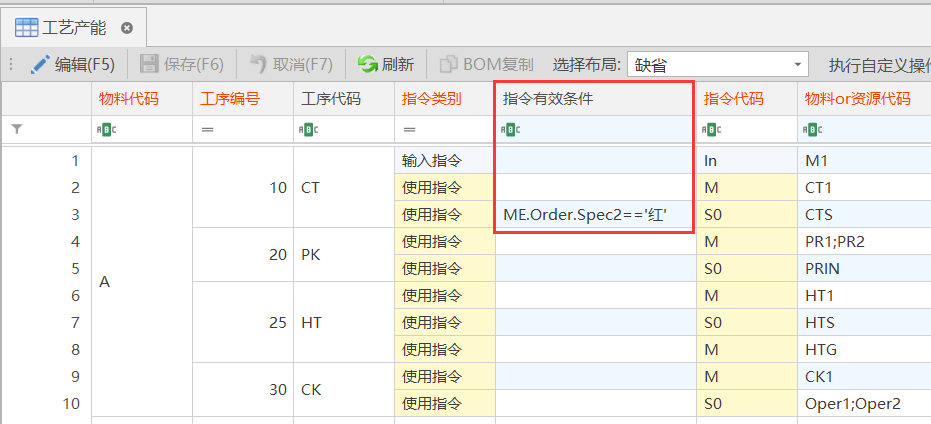 工艺产能
编辑(F5) 保存(F6) 取消(F7) 刷新 BOM复制 选择布局: 缺省 执行自定义操
物料代码 工序编号 工序代码 指令类别 指令有效条件 指令代码 物料or资源代码
ABC = ABC = ABC ABC ABC
1 输入指令 In M1
2 10 CT 使用指令 M CT1
3 使用指令 ME.Order.Spec2=='红' S0 CTS
4 使用指令 M PR1;PR2
20 PK
5 使用指令 S0 PRIN
A
6 使用指令 M HT1
7 25 HT 使用指令 S0 HTS
8 使用指令 M HTG
9 使用指令 M CK1
30 CK
10 使用指令 S0 Oper1;Oper2